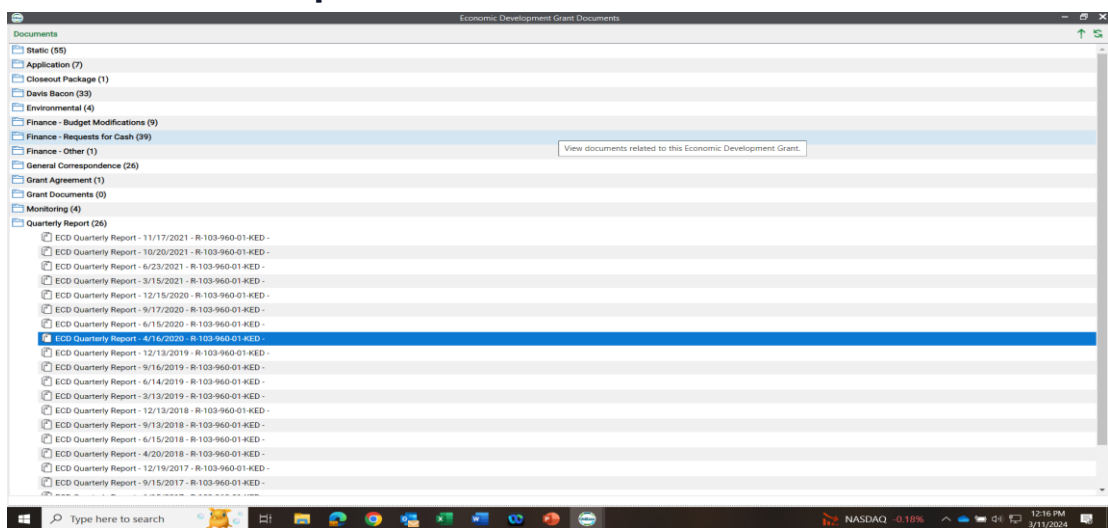 Economic Development Grant Documents
Documents
Static (55)
Application (7)
Closeout Package (1)
Davis Bacon (33)
Environmental (4)
Finance - Budget Modifications (9)
Finance - Requests for Cash (39)
View documents related to this Economic Development Grant.
Finance - Other (1)
General Correspondence (26)
Grant Agreement (1)
Grant Documents (0)
Monitoring (4)
Quarterly Report (26)
ECD Quarterly Report - 11/17/2021 - R-103-960-01-KED -
ECD Quarterly Report - 10/20/2021 - R-103-960-01-KED -
ECD Quarterly Report - 6/23/2021 - R-103-960-01-KED -
ECD Quarterly Report - 3/15/2021 - R-103-960-01-KED -
ECD Quarterly Report - 12/15/2020 - R-103-960-01-KED -
ECD Quarterly Report - 9/17/2020 - R-103-960-01-KED -
ECD Quarterly Report - 6/15/2020 - R-103-960-01-KED -
ECD Quarterly Report - 4/16/2020 - R-103-960-01-KED -
ECD Quarterly Report - 12/13/2019 - R-103-960-01-KED -
ECD Quarterly Report - 9/16/2019 - R-103-960-01-KED -
ECD Quarterly Report - 6/14/2019 - R-103-960-01-KED -
ECD Quarterly Report - 3/13/2019 - R-103-960-01-KED -
ECD Quarterly Report - 12/13/2018 - R-103-960-01-KED -
ECD Quarterly Report - 9/13/2018 - R-103-960-01-KED -
ECD Quarterly Report - 6/15/2018 - R-103-960-01-KED -
ECD Quarterly Report - 4/20/2018 - R-103-960-01-KED -
ECD Quarterly Report - 12/19/2017 - R-103-960-01-KED -
ECD Quarterly Report - 9/15/2017 - R-103-960-01-KED -
Type here to search
NASDAQ -0.18%
12:16 PM
3/11/2024